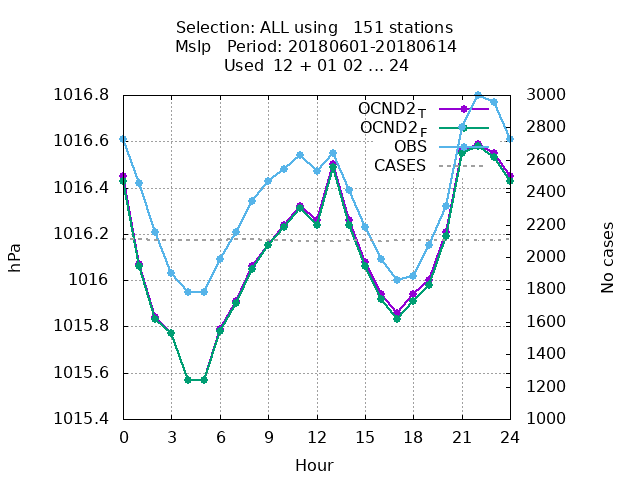 Selection: ALL using   151 stations
Mslp   Period: 20180601-20180614
Used  12 + 01 02 ... 24
OCND2 T
OCND2 F
OBS
CASES
1016.8
1016.6
1016.4
1016.2
1016
1015.8
1015.6
1015.4
hPa
3000
2800
2600
2400
2200
2000
1800
1600
1400
1200
1000
No cases
0 3 6 9 12 15 18 21 24
Hour